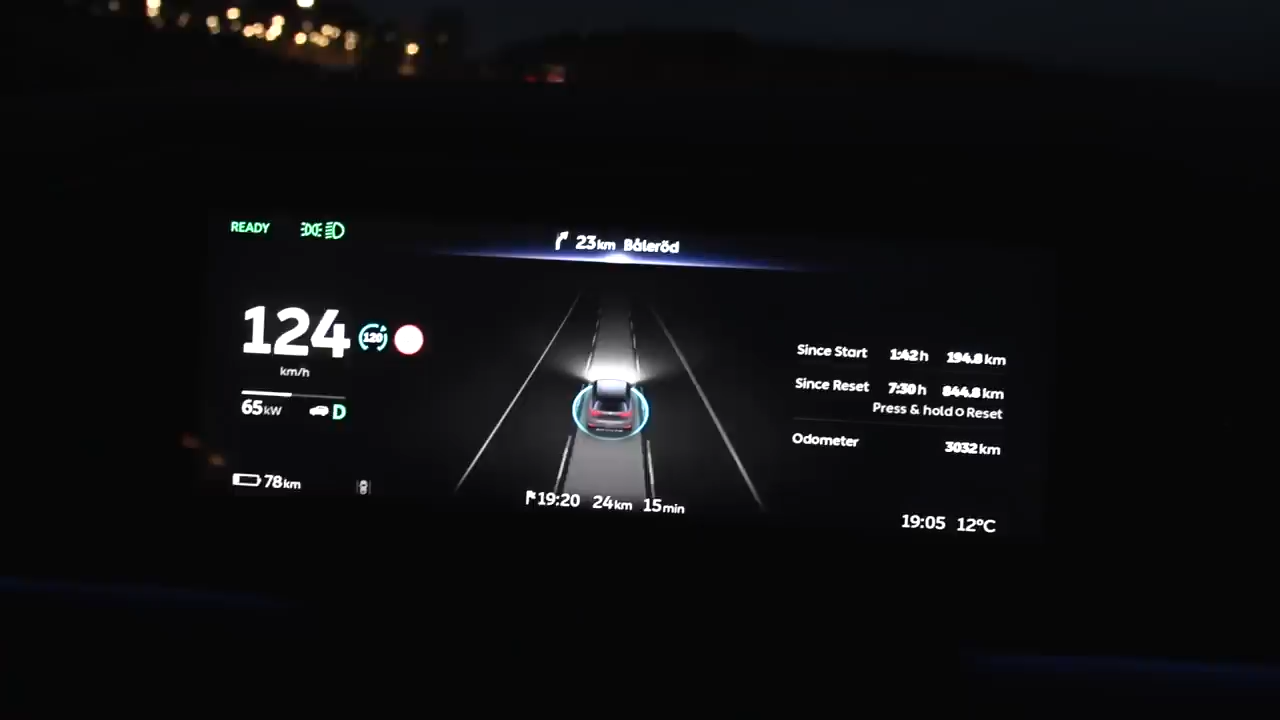 READY
23km Båleröd
124 120
km/h
65kW D
78km
Since Start 1:42h 194.8km
Since Reset 7:30h 844.8km
Press & hold O Reset
Odometer 3032km
19:20 24km 15min
19:05 12°C